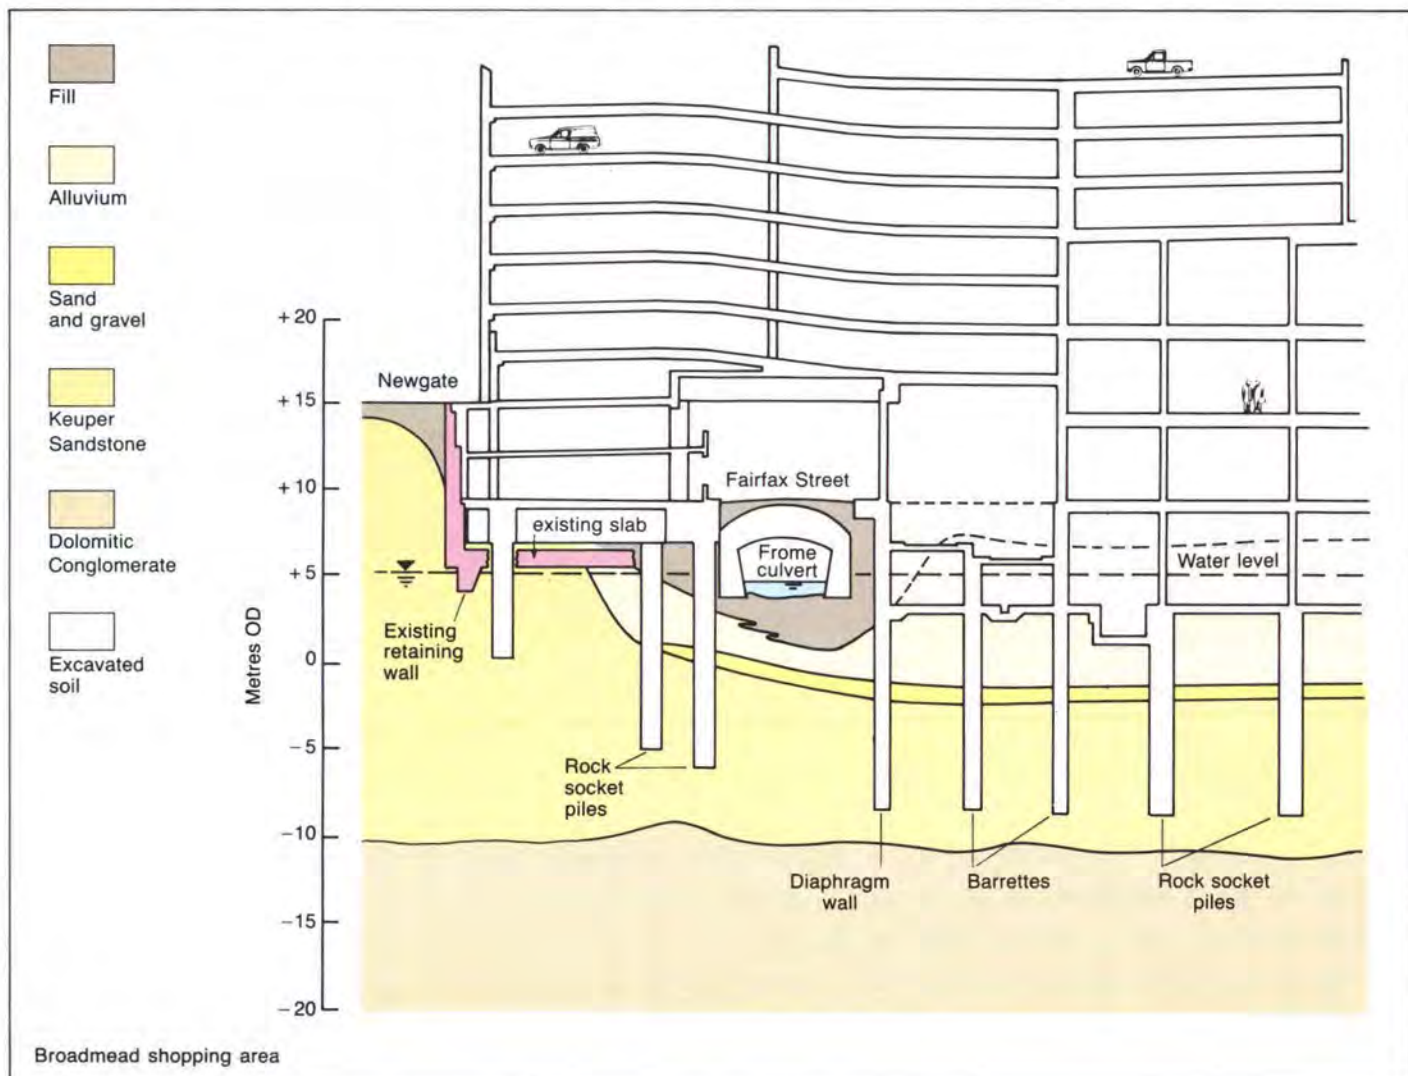 Fill
Alluvium
Sand
and gravel
Keuper
Sandstone
Dolomitic
Conglomerate
Excavated
soil
Metres OD
+20
+15
+10
+5
0
−5
−10
−15
−20
Newgate
Fairfax Street
existing slab
Frome
culvert
Water level
Existing
retaining
wall
Rock
socket
piles
Diaphragm
wall
Barrettes
Rock socket
piles
Broadmead shopping area